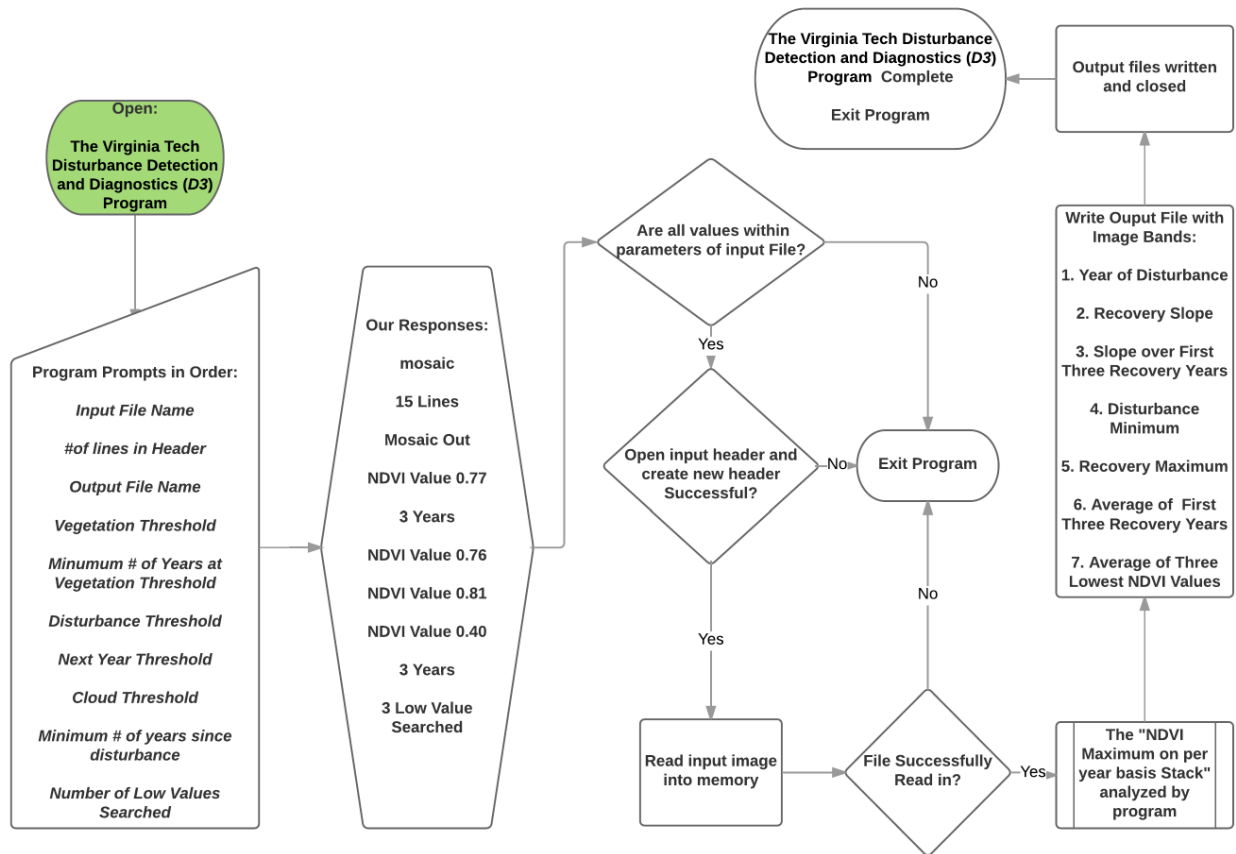 Open:
The Virginia Tech
Disturbance Detection
and Diagnostics (D3)
Program
Program Prompts in Order:
Input File Name
#of lines in Header
Output File Name
Vegetation Threshold
Minumum # of Years at
Vegetation Threshold
Disturbance Threshold
Next Year Threshold
Cloud Threshold
Minimum # of years since
disturbance
Number of Low Values
Searched
Our Responses:
mosaic
15 Lines
Mosaic Out
NDVI Value 0.77
3 Years
NDVI Value 0.76
NDVI Value 0.81
NDVI Value 0.40
3 Years
3 Low Value
Searched
Are all values within
parameters of input File?
No
Yes
Open input header and
create new header
Successful?
No
Exit Program
Yes
No
Read input image
into memory
File Successfully
Read in?
Yes
The "NDVI
Maximum on per
year basis Stack"
analyzed by
program
Write Ouput File with
Image Bands:
1. Year of Disturbance
2. Recovery Slope
3. Slope over First
Three Recovery Years
4. Disturbance
Minimum
5. Recovery Maximum
6. Average of First
Three Recovery Years
7. Average of Three
Lowest NDVI Values
Output files written
and closed
The Virginia Tech Disturbance
Detection and Diagnostics (D3)
Program Complete
Exit Program